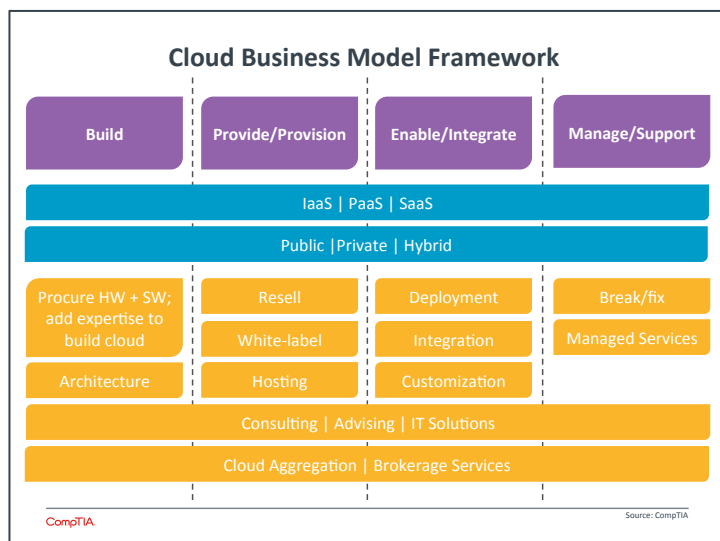 Cloud Business Model Framework
Build
Provide/Provision
Enable/Integrate
Manage/Support
IaaS | PaaS | SaaS
Public |Private | Hybrid
Procure HW + SW;
add expertise to
build cloud
Architecture
Resell
White-label
Hosting
Deployment
Integration
Customization
Break/fix
Managed Services
Consulting | Advising | IT Solutions
Cloud Aggregation | Brokerage Services
CompTIA.
Source: CompTIA